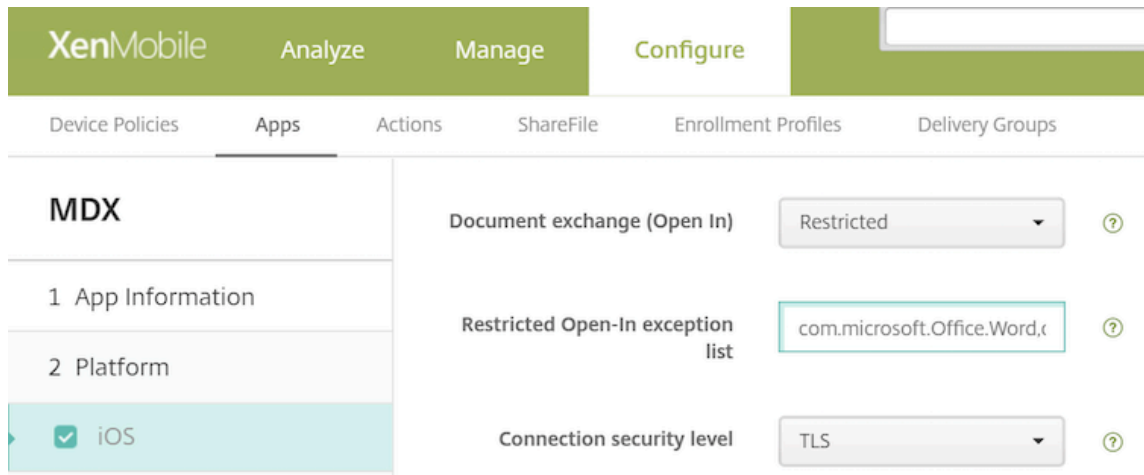 XenMobile Analyze Manage Configure
Device Policies Apps Actions ShareFile Enrollment Profiles Delivery Groups
MDX
1 App Information
2 Platform
iOS
Document exchange (Open In) Restricted ?
Restricted Open-In exception
list
com.microsoft.Office.Word, ?
Connection security level TLS ?